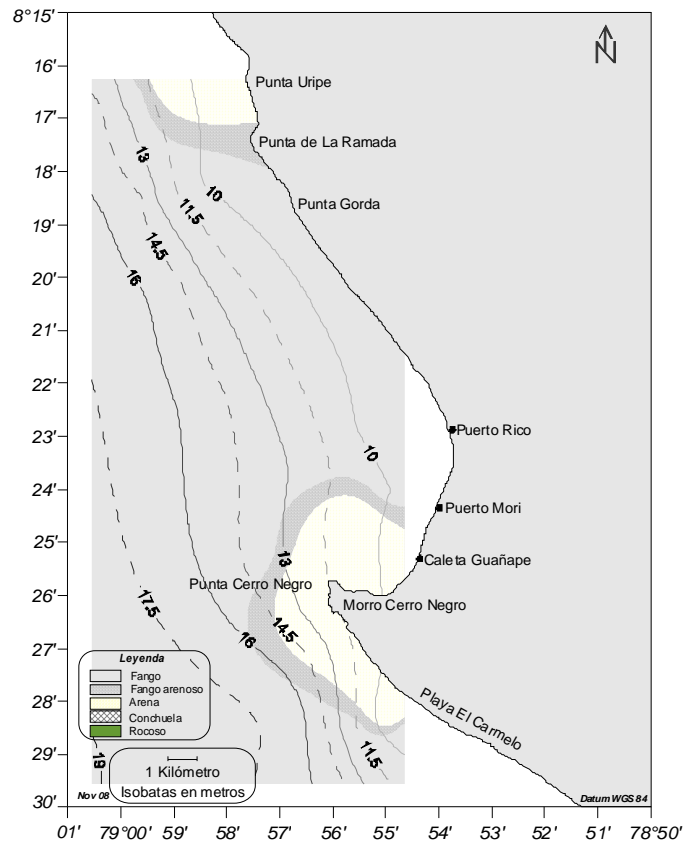 8°15'
16'
17'
18'
19'
20'
21'
22'
23'
24'
25'
26'
27'
28'
29'
30'
N
Punta Uripe
Punta de La Ramada
Punta Gorda
13
10
11.5
14.5
16
Puerto Rico
10
Puerto Mori
13
Caleta Guañape
Punta Cerro Negro
Morro Cerro Negro
17.5
14.5
16
Playa El Carmelo
11.5
19
Leyenda
Fango
Fango arenoso
Arena
Conchuela
Rocoso
1 Kilómetro
Isobatas en metros
Nov 08
Datum WGS 84
01' 79°00' 59' 58' 57' 56' 55' 54' 53' 52' 51' 78°50'